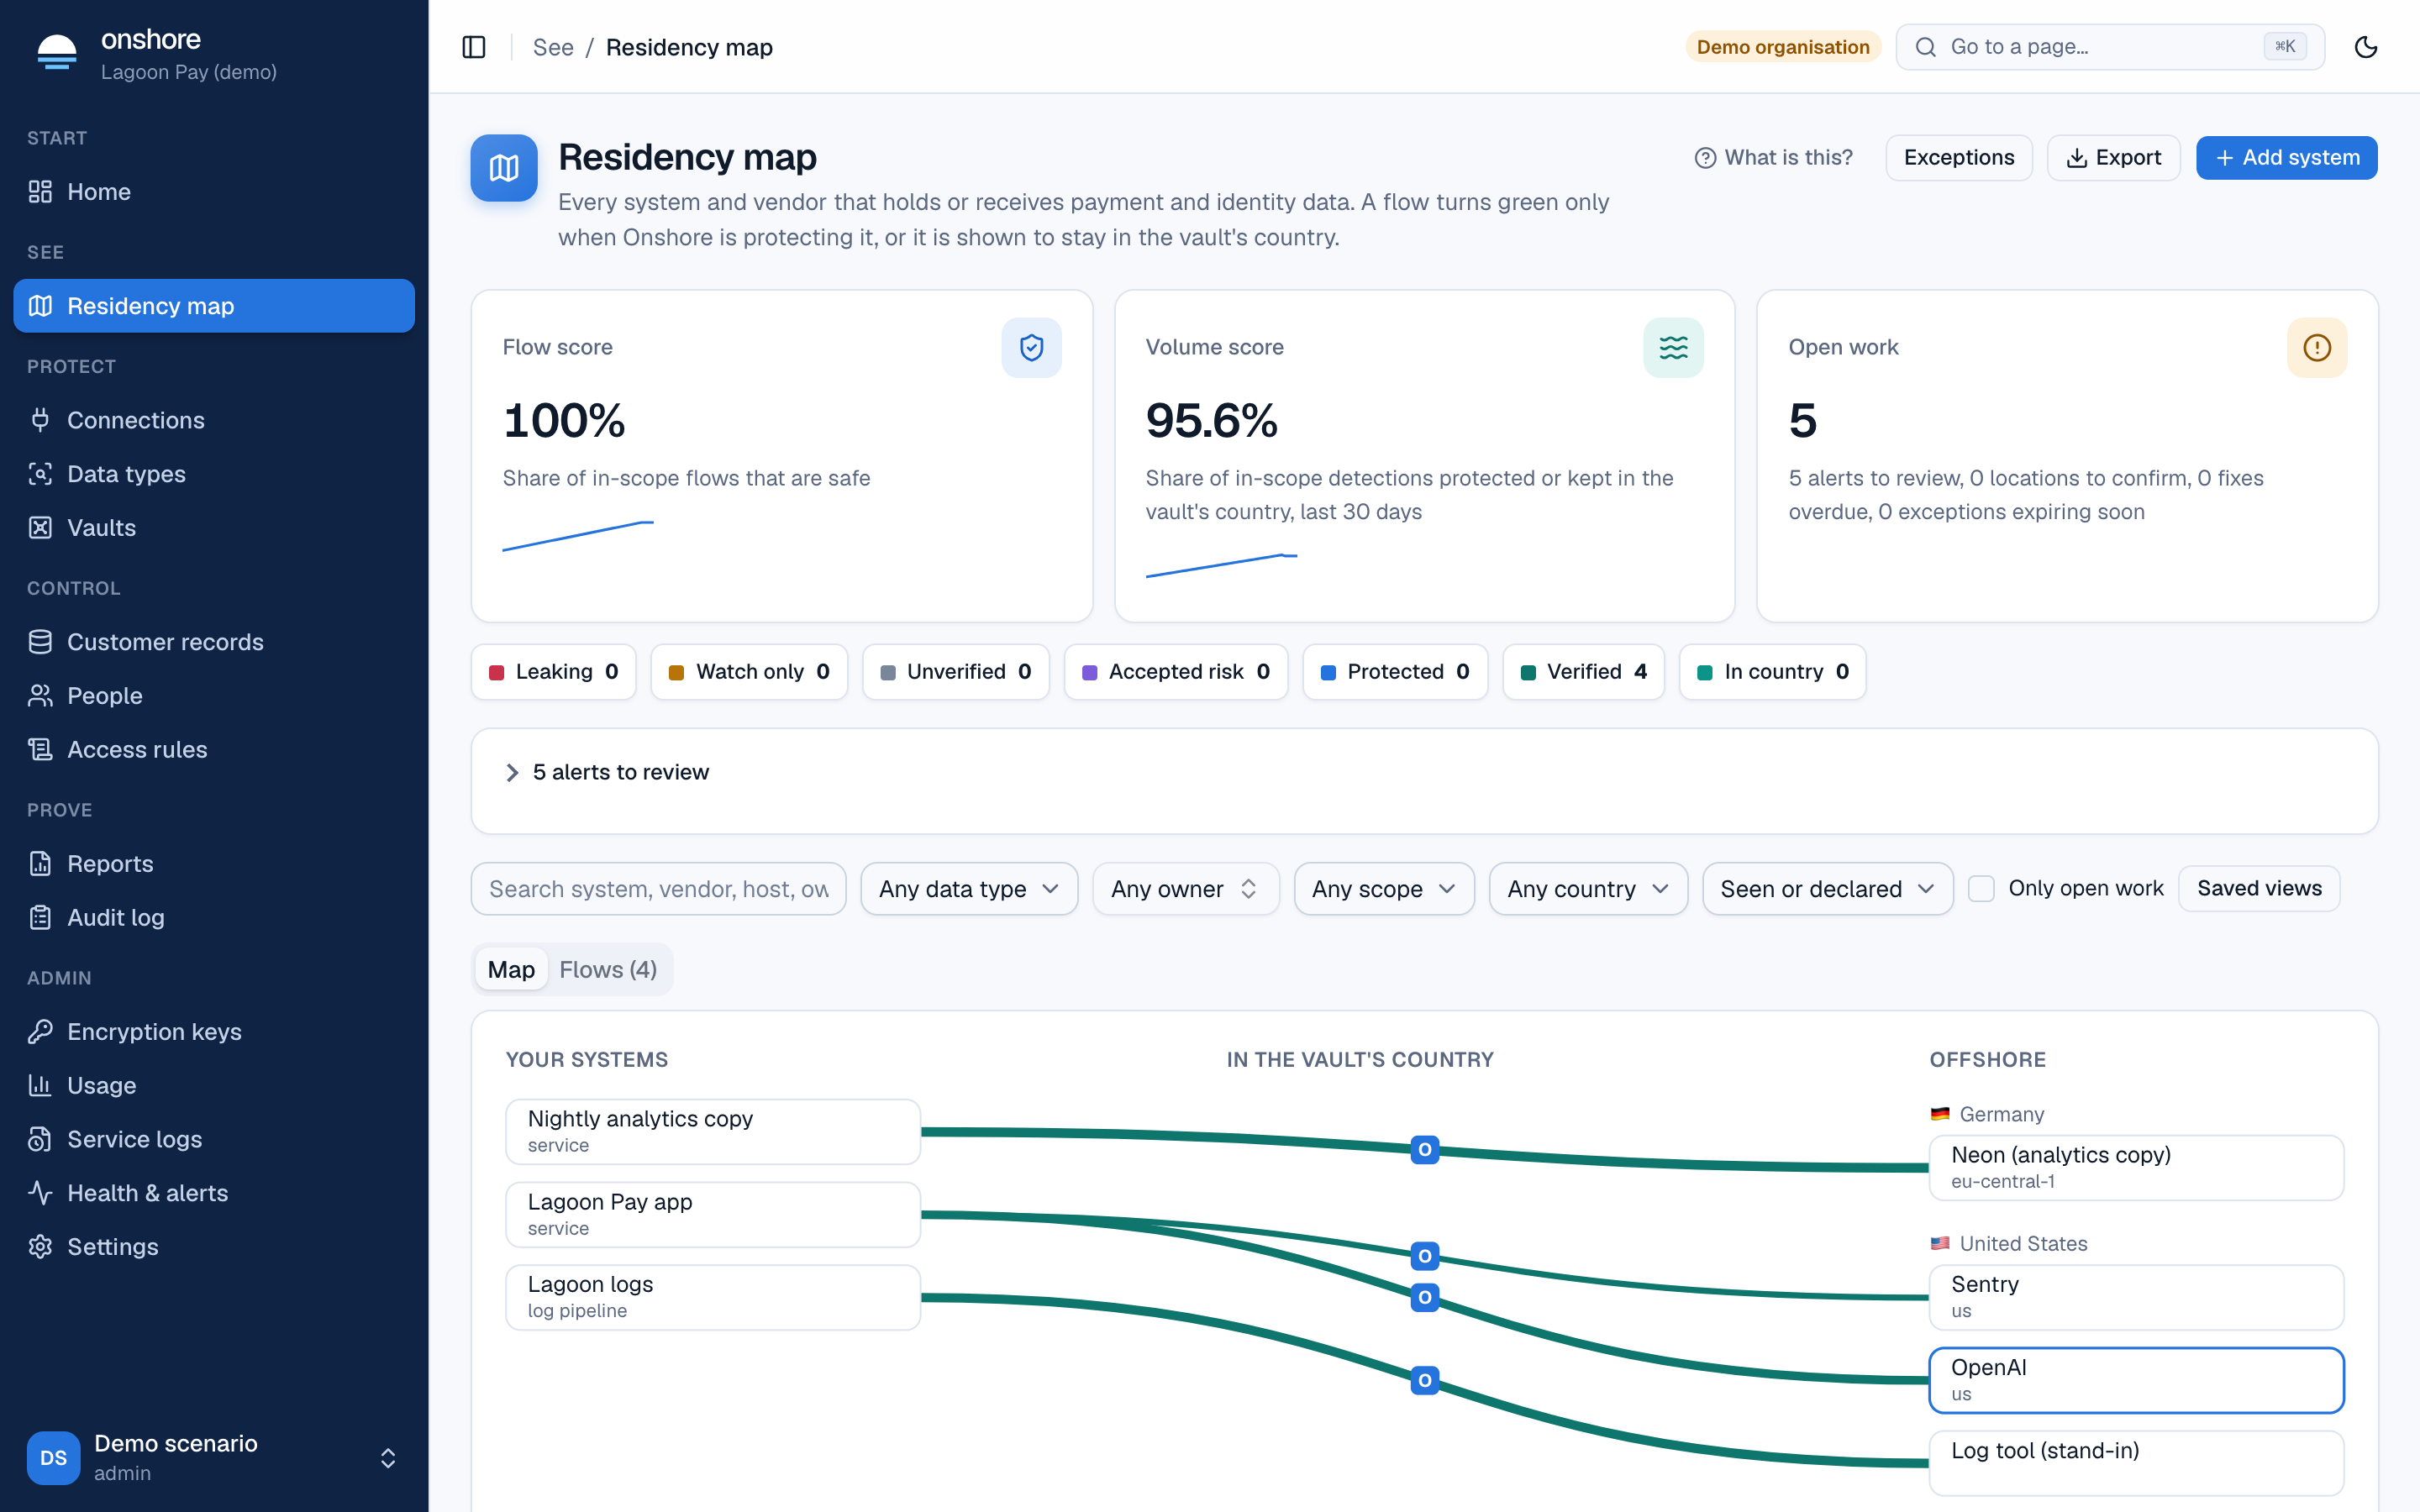 onshore
Lagoon Pay (demo)
START
Home
SEE
Residency map
PROTECT
Connections
Data types
Vaults
CONTROL
Customer records
People
Access rules
PROVE
Reports
Audit log
ADMIN
Encryption keys
Usage
Service logs
Health & alerts
Settings
DS
Demo scenario
admin
See / Residency map
Demo organisation
Go to a page...
⌘K
Residency map
Every system and vendor that holds or receives payment and identity data. A flow turns green only
when Onshore is protecting it, or it is shown to stay in the vault's country.
What is this?
Exceptions
Export
Add system
Flow score
100%
Share of in-scope flows that are safe
Volume score
95.6%
Share of in-scope detections protected or kept in the
vault's country, last 30 days
Open work
5
5 alerts to review, 0 locations to confirm, 0 fixes
overdue, 0 exceptions expiring soon
Leaking 0
Watch only 0
Unverified 0
Accepted risk 0
Protected 0
Verified 4
In country 0
5 alerts to review
Search system, vendor, host, ow
Any data type
Any owner
Any scope
Any country
Seen or declared
Only open work
Saved views
Map
Flows (4)
YOUR SYSTEMS
IN THE VAULT'S COUNTRY
OFFSHORE
Nightly analytics copy
service
Lagoon Pay app
service
Lagoon logs
log pipeline
O
O
O
O
Germany
Neon (analytics copy)
eu-central-1
United States
Sentry
us
OpenAI
us
Log tool (stand-in)